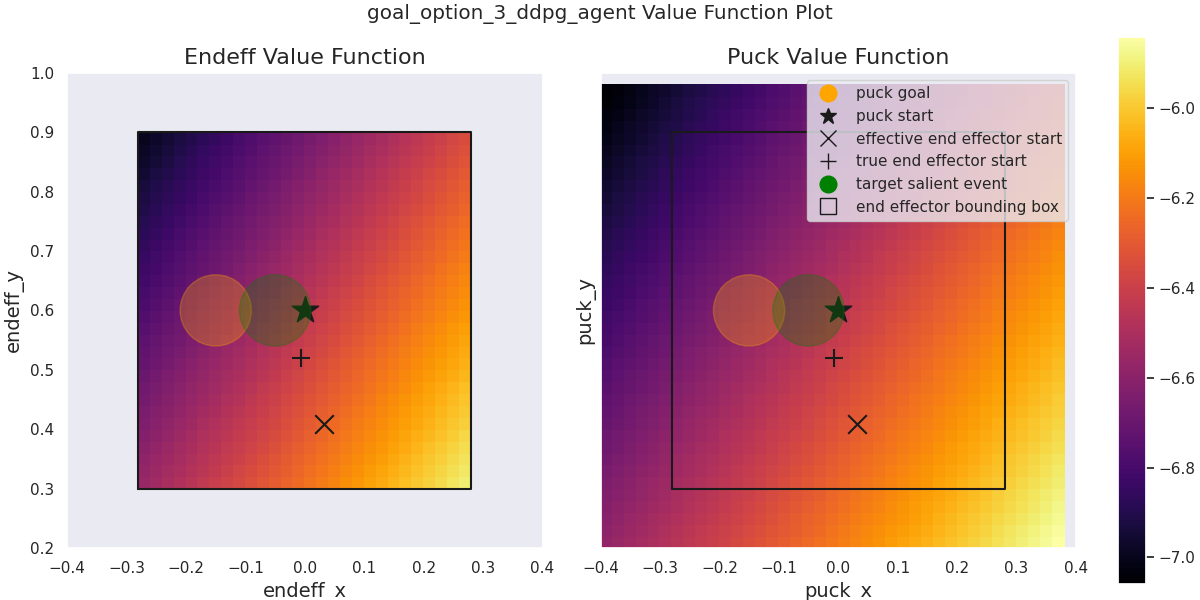 goal_option_3_ddpg_agent Value Function Plot
Endeff Value Function
endeff_y
1.0
0.9
0.8
0.7
0.6
0.5
0.4
0.3
0.2
−0.4 −0.3 −0.2 −0.1 0.0 0.1 0.2 0.3 0.4
endeff_x
Puck Value Function
puck_y
puck goal
puck start
effective end effector start
true end effector start
target salient event
end effector bounding box
−0.4 −0.3 −0.2 −0.1 0.0 0.1 0.2 0.3 0.4
puck_x
−6.0
−6.2
−6.4
−6.6
−6.8
−7.0